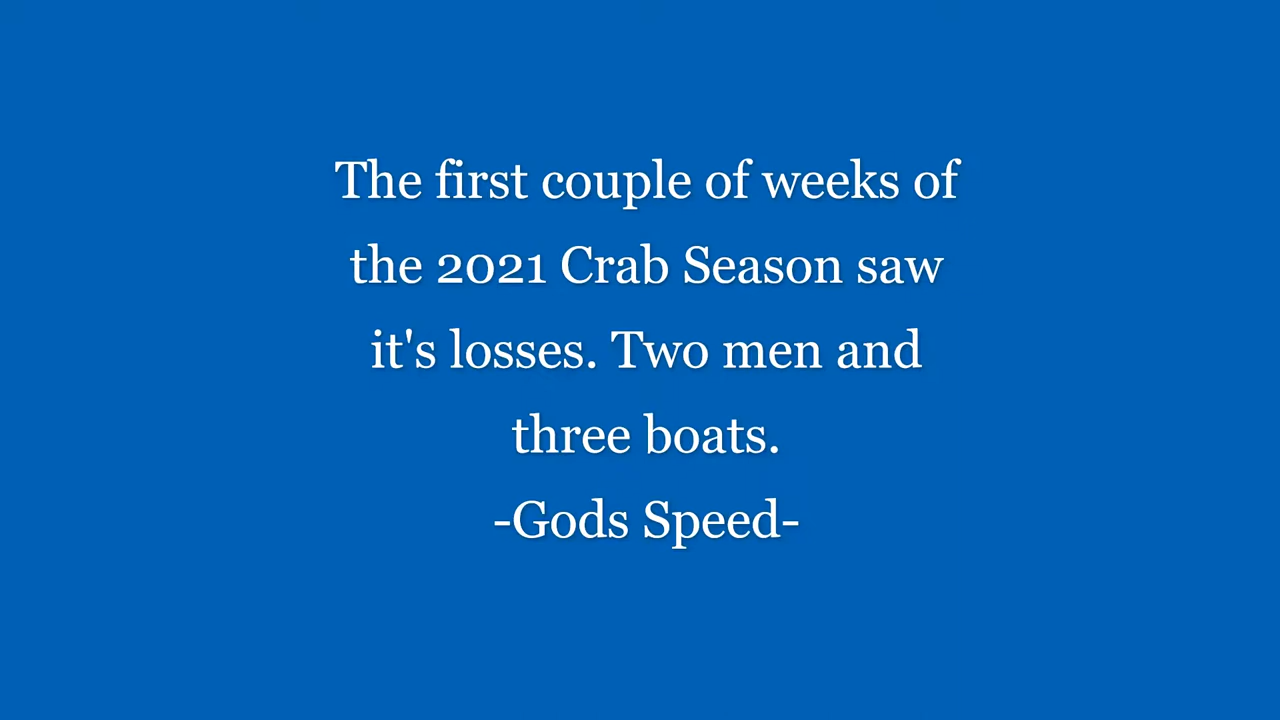 The first couple of weeks of
the 2021 Crab Season saw
it's losses. Two men and
three boats.
-Gods Speed-